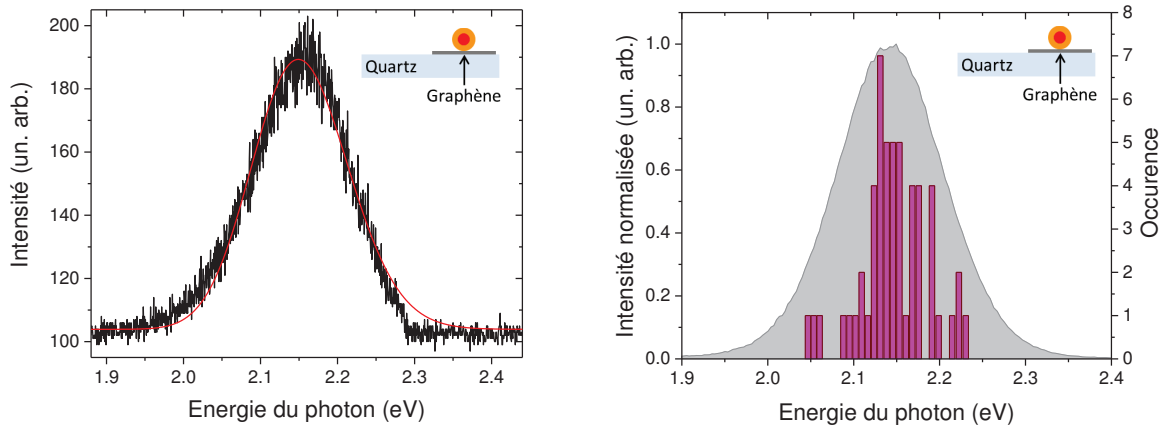 200
180
160
140
120
100
Intensité (un. arb.)
1.9 2.0 2.1 2.2 2.3 2.4
Energie du photon (eV)
Quartz
Graphène
1.0
0.8
0.6
0.4
0.2
0.0
Intensité normalisée (un. arb.)
1.9 2.0 2.1 2.2 2.3 2.4
Energie du photon (eV)
8
7
6
5
4
3
2
1
0
Occurence
Quartz
Graphène